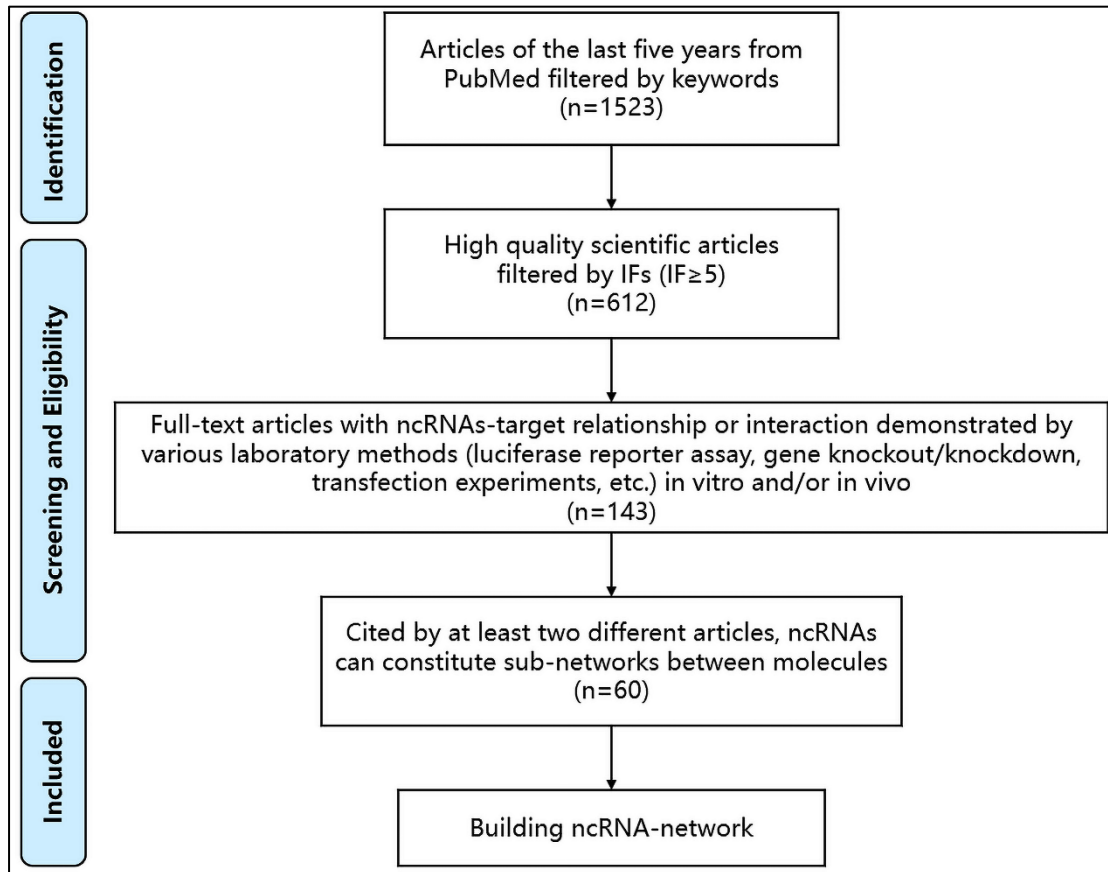 Identification
Articles of the last five years from
PubMed filtered by keywords
(n=1523)
Screening and Eligibility
High quality scientific articles
filtered by IFs (IF≥5)
(n=612)
Full-text articles with ncRNAs-target relationship or interaction demonstrated by
various laboratory methods (luciferase reporter assay, gene knockout/knockdown,
transfection experiments, etc.) in vitro and/or in vivo
(n=143)
Cited by at least two different articles, ncRNAs
can constitute sub-networks between molecules
(n=60)
Included
Building ncRNA-network